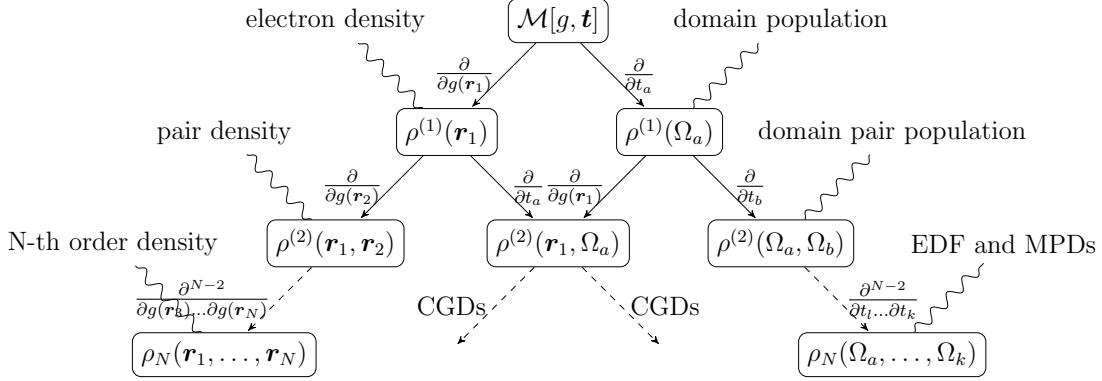 electron density
ℳ[g, t]
domain population
∂/∂g(r₁)
∂/∂tₐ
pair density
ρ⁽¹⁾(r₁)
ρ⁽¹⁾(Ωₐ)
domain pair population
∂/∂g(r₂)
∂/∂tₐ
∂/∂g(r₁)
∂/∂t_b
N-th order density
ρ⁽²⁾(r₁, r₂)
ρ⁽²⁾(r₁, Ωₐ)
ρ⁽²⁾(Ωₐ, Ω_b)
EDF and MPDs
∂ᴺ⁻²/∂g(r₃)...∂g(r_N)
CGDs
CGDs
∂ᴺ⁻²/∂t_l...∂t_k
ρ_N(r₁, . . . , r_N)
ρ_N(Ωₐ, . . . , Ω_k)